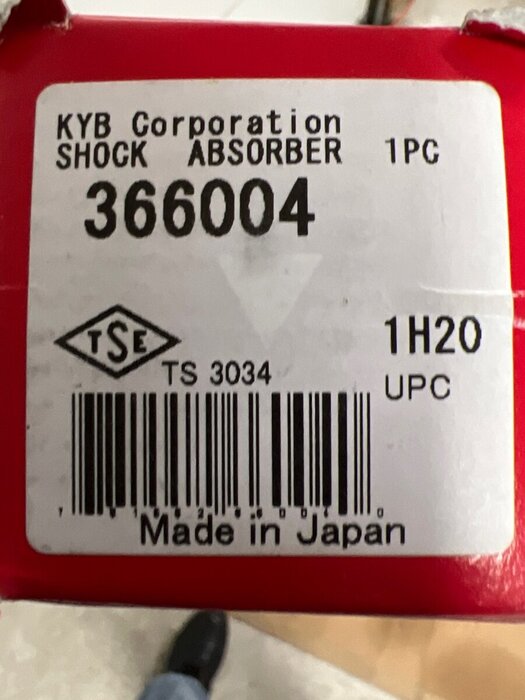 KYB Corporation
SHOCK ABSORBER 1PC
366004
TSE
TS 3034
1H20
UPC
Made in Japan